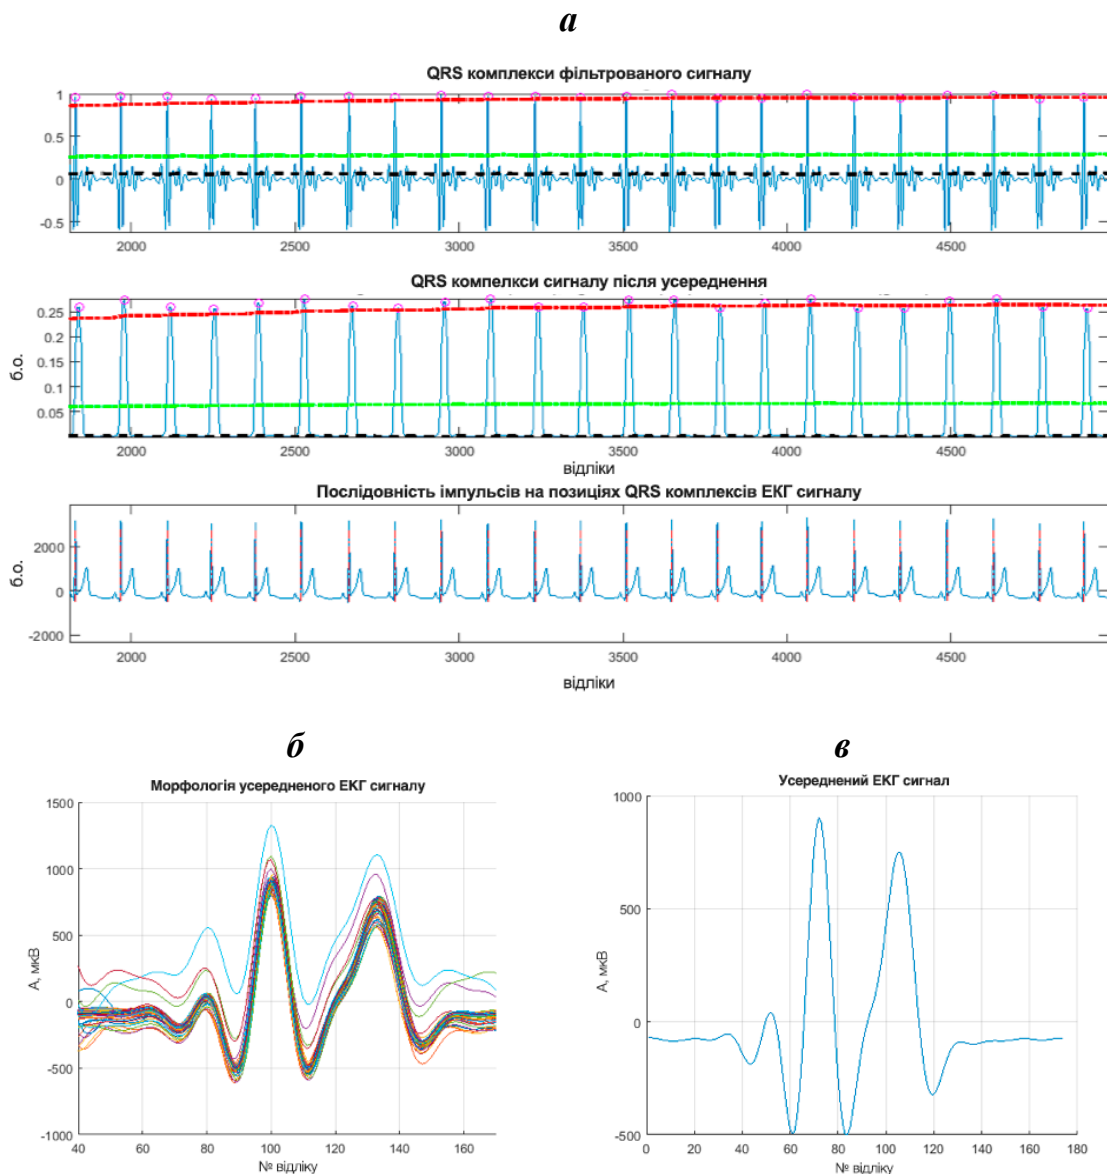 а
QRS комплекси фільтрованого сигналу
1
0.5
0
-0.5
2000 2500 3000 3500 4000 4500
QRS компелкси сигналу після усереднення
0.25
0.2
0.15
0.1
0.05
б.о.
2000 2500 3000 3500 4000 4500
відліки
Послідовність імпульсів на позиціях QRS комплексів ЕКГ сигналу
2000
0
-2000
б.о.
2000 2500 3000 3500 4000 4500
відліки
б
Морфологія усередненого ЕКГ сигналу
1500
1000
500
0
-500
-1000
А, мкВ
40 60 80 100 120 140 160
№ відліку
в
Усереднений ЕКГ сигнал
1000
500
0
-500
А, мкВ
0 20 40 60 80 100 120 140 160 180
№ відліку